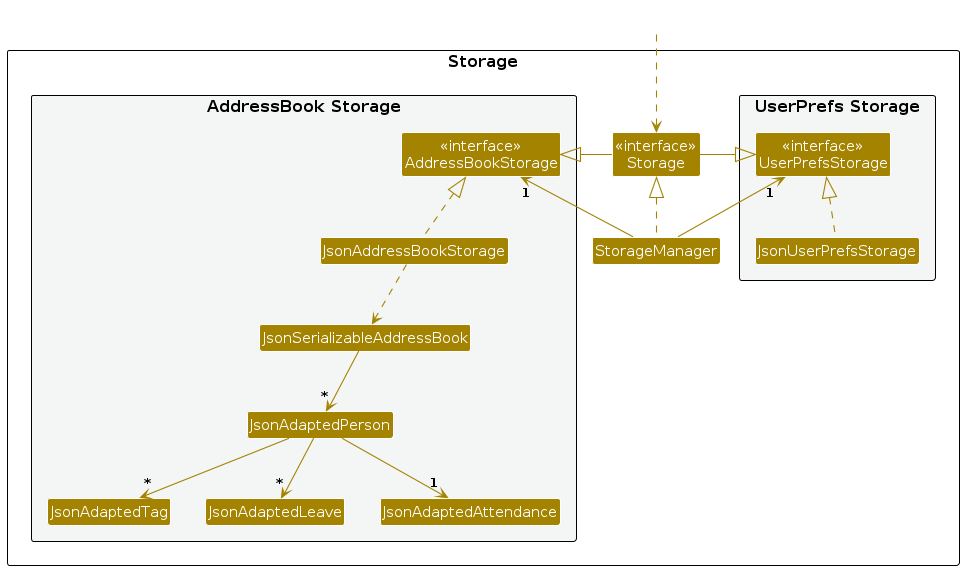 Storage
AddressBook Storage
UserPrefs Storage
«interface»
AddressBookStorage
«interface»
Storage
«interface»
UserPrefsStorage
1
1
JsonAddressBookStorage
StorageManager
JsonUserPrefsStorage
JsonSerializableAddressBook
*
JsonAdaptedPerson
*
*
1
JsonAdaptedTag
JsonAdaptedLeave
JsonAdaptedAttendance